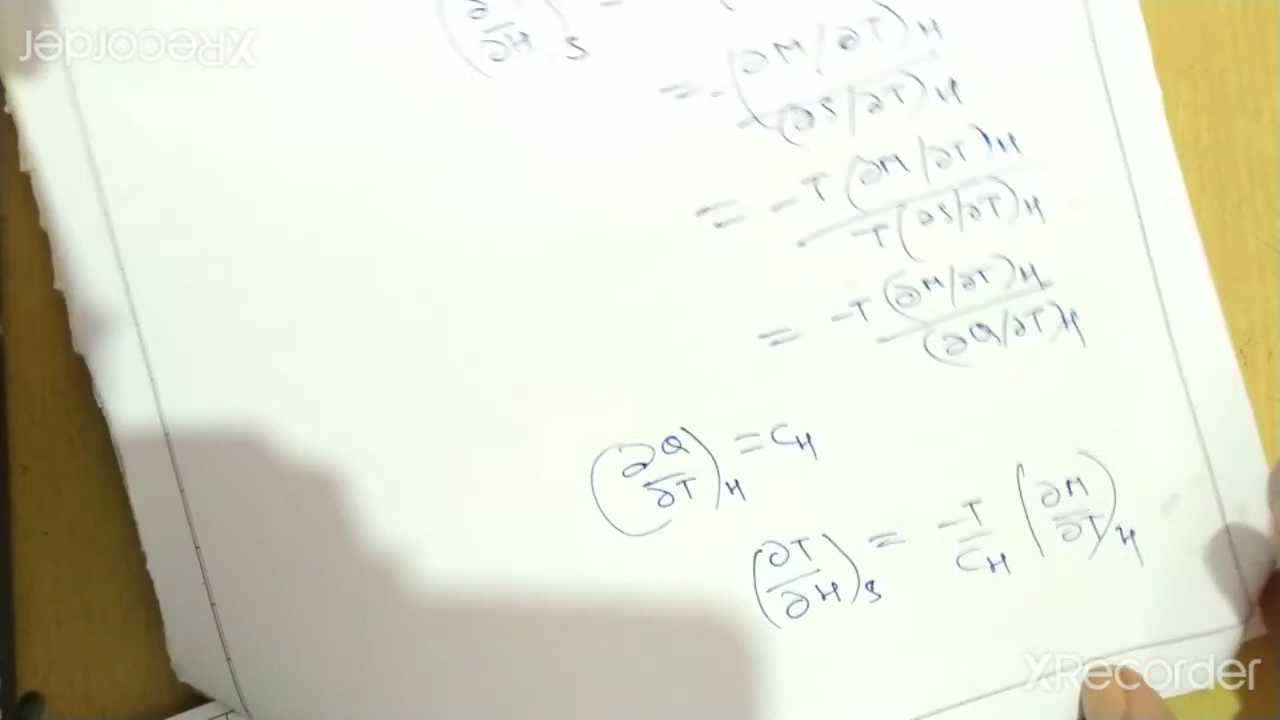 XRecorder
(∂ /∂H)_S =
= - (∂M/∂T)_H / (∂S/∂T)_H
= -T (∂M/∂T)_H / T(∂S/∂T)_H
= -T (∂M/∂T)_H / (∂Q/∂T)_H
(∂Q/∂T)_H = C_H
(∂T/∂H)_S = -T/C_H (∂M/∂T)_H
XRecorder